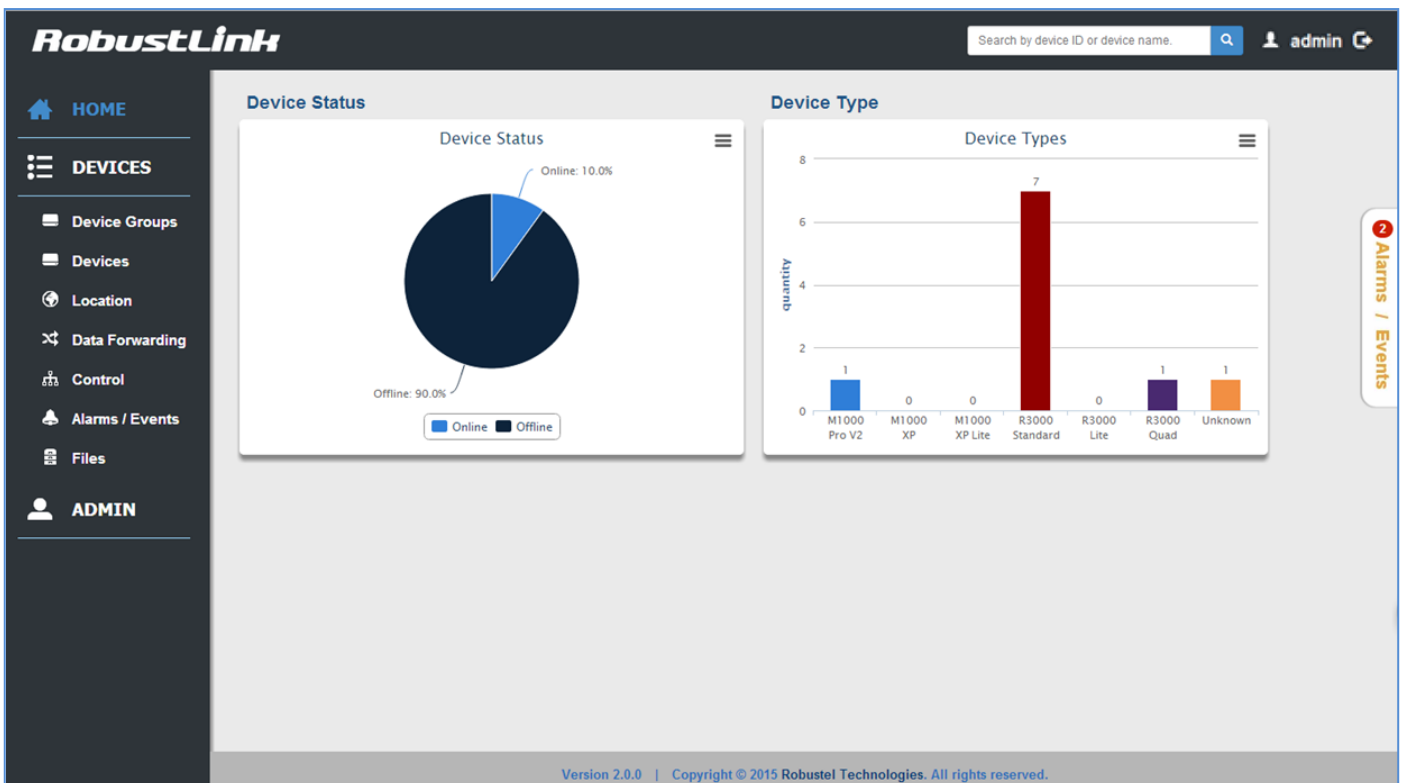 RobustLink
Search by device ID or device name.
admin
HOME
DEVICES
Device Groups
Devices
Location
Data Forwarding
Control
Alarms / Events
Files
ADMIN
Device Status
Device Status
Online: 10.0%
Offline: 90.0%
Online Offline
Device Type
Device Types
quantity
8
6
4
2
0
1
0
0
7
0
1
1
M1000 Pro V2
M1000 XP
M1000 XP Lite
R3000 Standard
R3000 Lite
R3000 Quad
Unknown
2 Alarms / Events
Version 2.0.0 | Copyright © 2015 Robustel Technologies. All rights reserved.